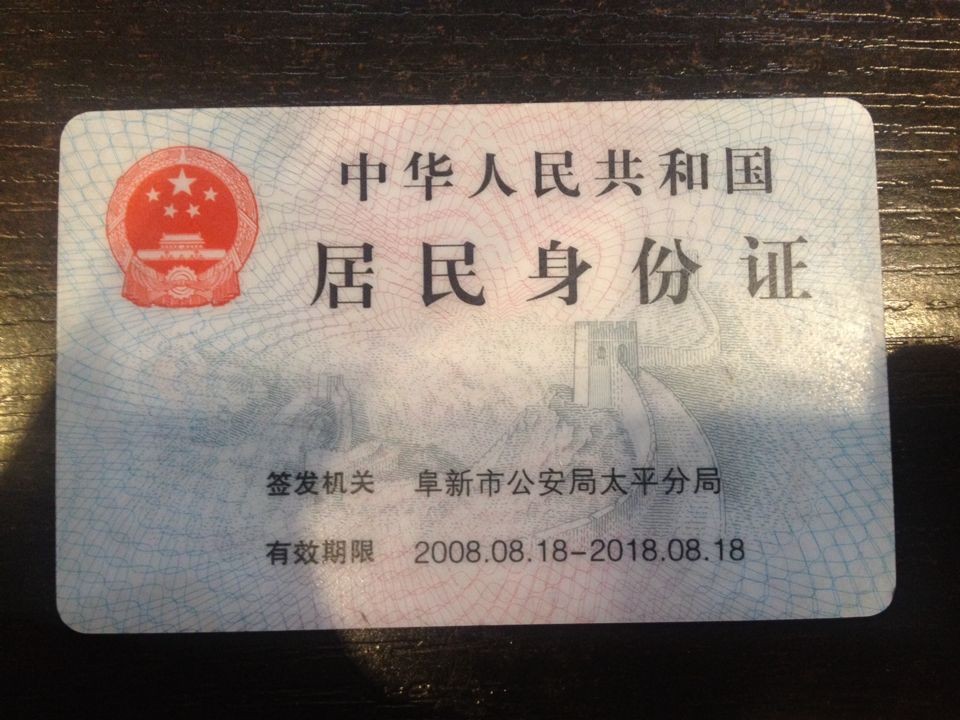 中华人民共和国
居民身份证
签发机关 阜新市公安局太平分局
有效期限 2008.08.18-2018.08.18